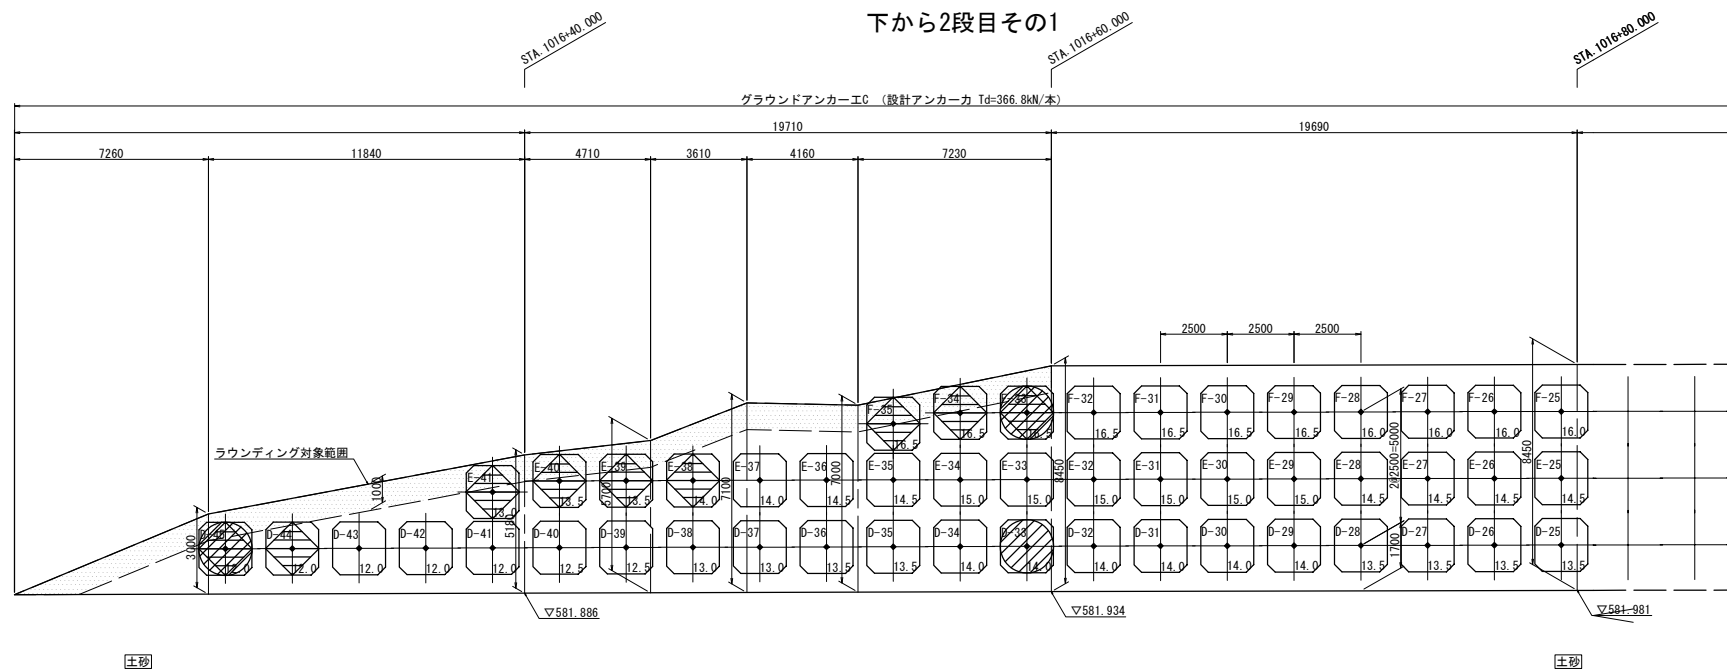 下から2段目その1
STA.1016+40.000
STA.1016+60.000
STA.1016+80.000
グラウンドアンカー工C （設計アンカー力 Td=366.8kN/本）
19710
19690
7260
11840
4710
3610
4160
7230
2500
2500
2500
F-35
F-34
F-33
F-32
F-31
F-30
F-29
F-28
F-27
F-26
F-25
16.5
16.5
16.5
16.5
16.5
16.5
16.5
16.0
16.0
16.0
16.0
ラウンディング対象範囲
E-41
E-40
E-39
E-38
E-37
E-36
E-35
E-34
E-33
E-32
E-31
E-30
E-29
E-28
E-27
E-26
E-25
13.0
13.5
13.5
14.0
14.0
14.0
14.5
15.0
15.0
15.0
15.0
15.0
15.0
14.5
14.5
14.5
14.5
D-45
D-44
D-43
D-42
D-41
D-40
D-39
D-38
D-37
D-36
D-35
D-34
D-33
D-32
D-31
D-30
D-29
D-28
D-27
D-26
D-25
12.0
12.0
12.0
12.0
12.0
12.5
12.5
13.0
13.0
13.5
13.5
14.0
14.0
14.0
14.0
14.0
14.0
13.5
13.5
13.5
13.5
3000
1000
5180
5700
7100
7000
8450
2@2500=5000
1700
8450
▽581.886
▽581.934
▽581.981
土砂
土砂